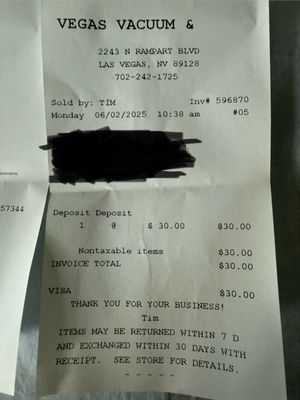 VEGAS VACUUM &
2243 N RAMPART BLVD
LAS VEGAS, NV 89128
702-242-1725
Sold by: TIM Inv# 596870
Monday 06/02/2025 10:38 am #05
57344
Deposit Deposit
1 @ $ 30.00 $30.00
Nontaxable items $30.00
INVOICE TOTAL $30.00
VISA $30.00
THANK YOU FOR YOUR BUSINESS!
Tim
ITEMS MAY BE RETURNED WITHIN 7 D
AND EXCHANGED WITHIN 30 DAYS WITH
RECEIPT. SEE STORE FOR DETAILS.
- - - - -